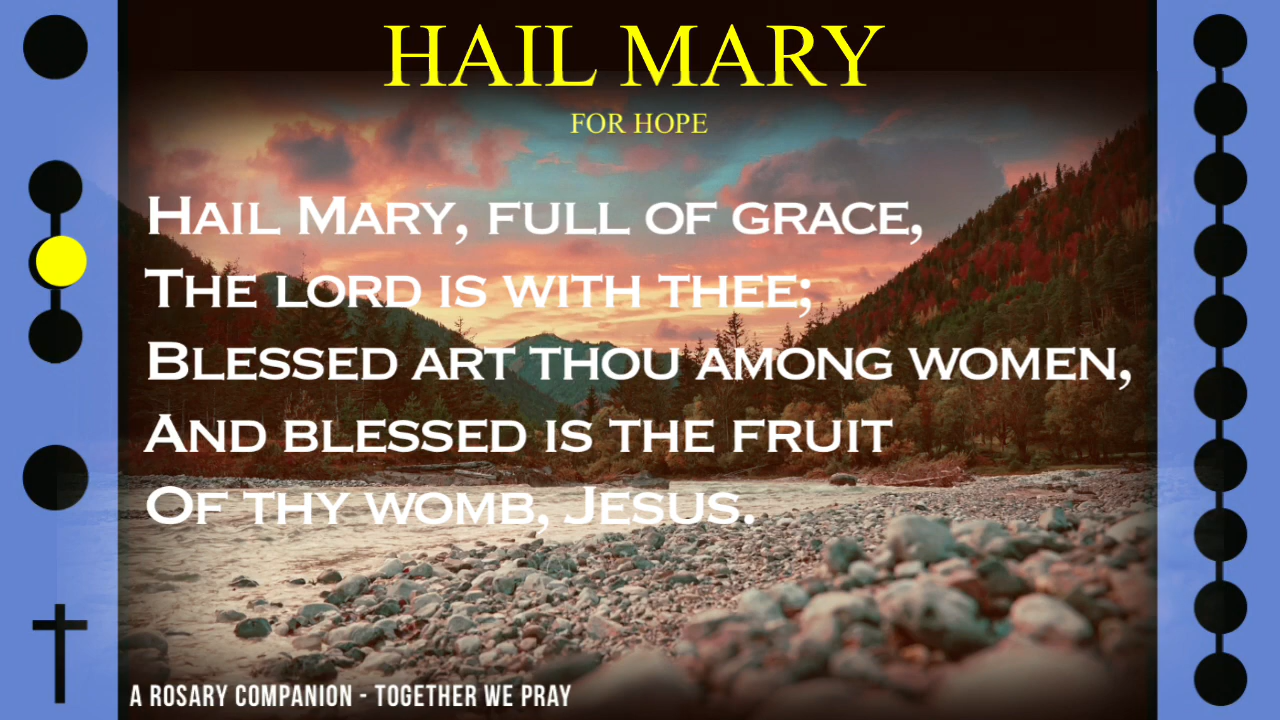 HAIL MARY
FOR HOPE
HAIL MARY, FULL OF GRACE,
THE LORD IS WITH THEE;
BLESSED ART THOU AMONG WOMEN,
AND BLESSED IS THE FRUIT
OF THY WOMB, JESUS.
A ROSARY COMPANION - TOGETHER WE PRAY